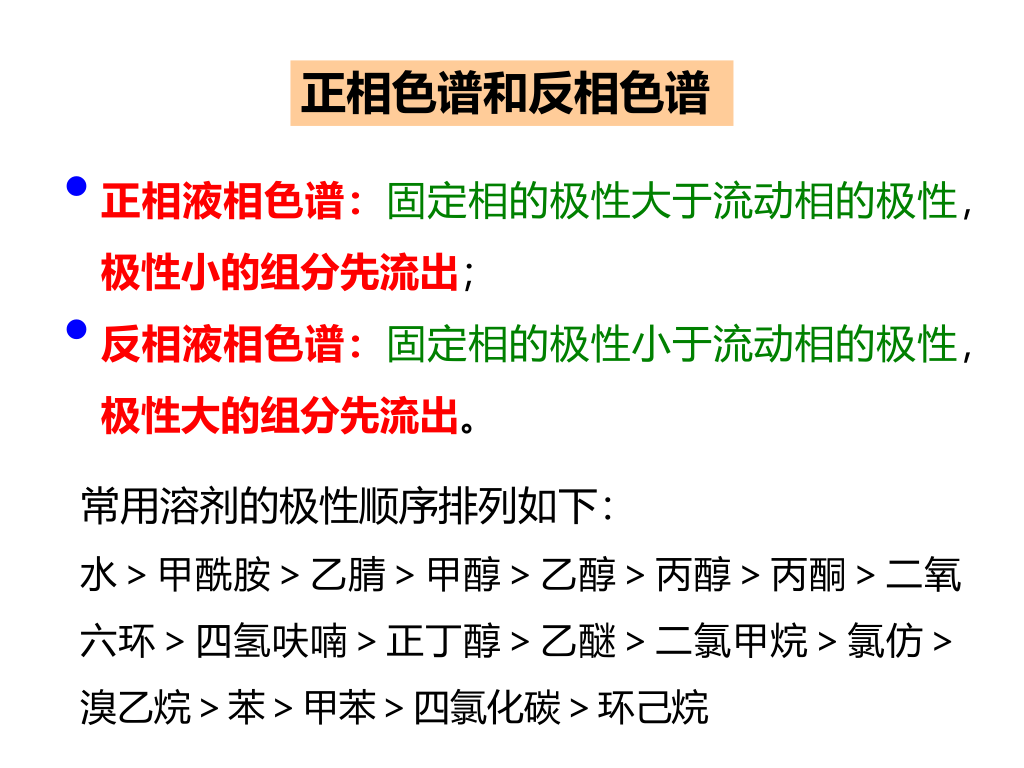 正相色谱和反相色谱
• 正相液相色谱：固定相的极性大于流动相的极性，
极性小的组分先流出；
• 反相液相色谱：固定相的极性小于流动相的极性，
极性大的组分先流出。
常用溶剂的极性顺序排列如下：
水 > 甲酰胺 > 乙腈 > 甲醇 > 乙醇 > 丙醇 > 丙酮 > 二氧
六环 > 四氢呋喃 > 正丁醇 > 乙醚 > 二氯甲烷 > 氯仿 >
溴乙烷 > 苯 > 甲苯 > 四氯化碳 > 环己烷